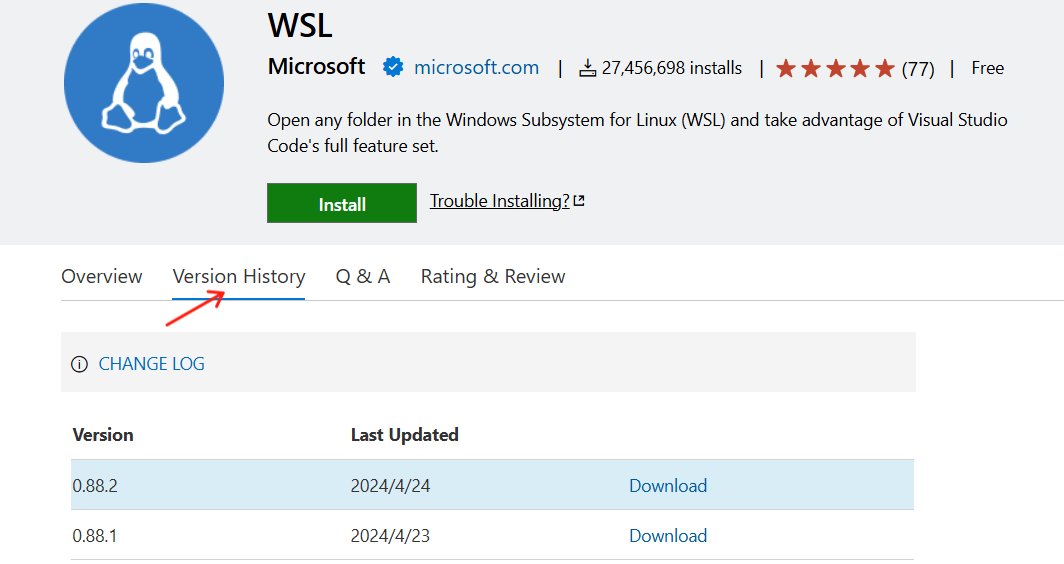 WSL
Microsoft microsoft.com | 27,456,698 installs | (77) | Free
Open any folder in the Windows Subsystem for Linux (WSL) and take advantage of Visual Studio
Code's full feature set.
Install Trouble Installing?
Overview Version History Q & A Rating & Review
CHANGE LOG
Version Last Updated
0.88.2 2024/4/24 Download
0.88.1 2024/4/23 Download